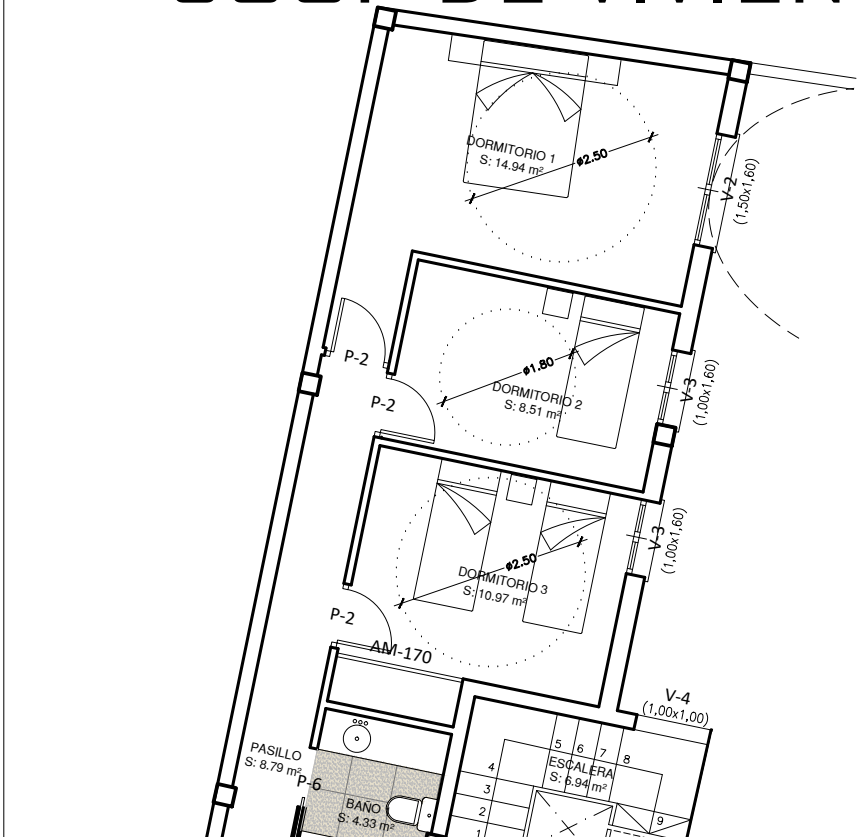 DORMITORIO 1
S: 14.94 m²
ø2.50
V-2
(1,50x1,60)
P-2
ø1.80
DORMITORIO 2
S: 8.51 m²
V-3
(1,00x1,60)
P-2
ø2.50
DORMITORIO 3
S: 10.97 m²
V-3
(1,00x1,60)
P-2
AM-170
V-4
(1,00x1,00)
PASILLO
S: 8.79 m²
P-6
BAÑO
S: 4.33 m²
5 6 7 8
ESCALERA
S: 6.94 m²
4
3
2
1
9